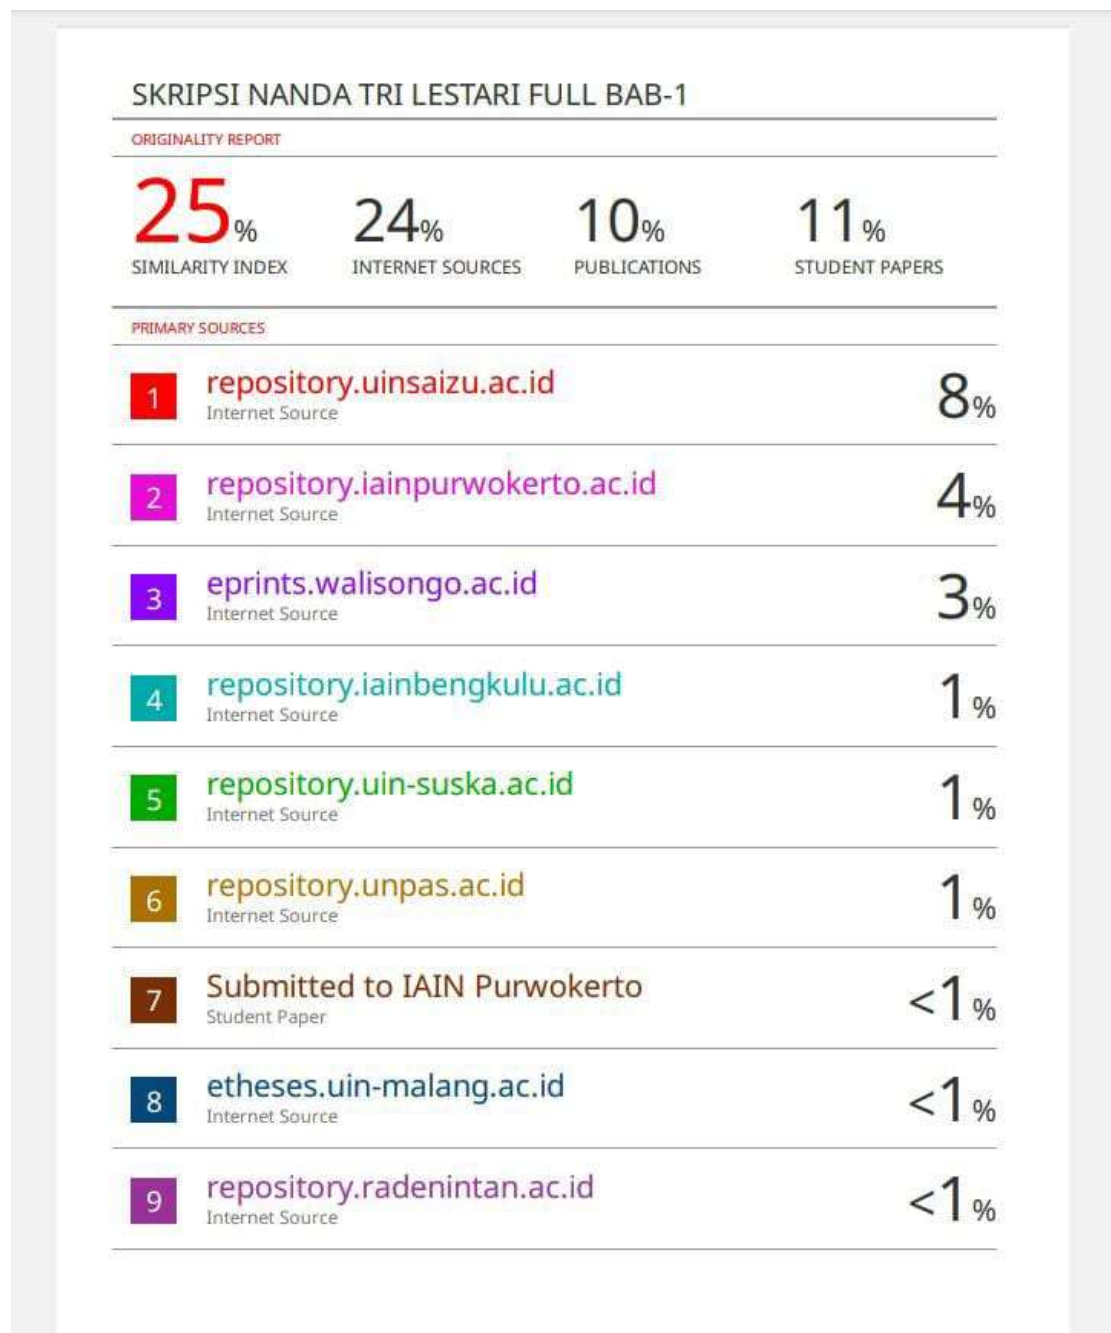 SKRIPSI NANDA TRI LESTARI FULL BAB-1
ORIGINALITY REPORT
25% 24% 10% 11%
SIMILARITY INDEX INTERNET SOURCES PUBLICATIONS STUDENT PAPERS
PRIMARY SOURCES
1 repository.uinsaizu.ac.id 8%
Internet Source
2 repository.iainpurwokerto.ac.id 4%
Internet Source
3 eprints.walisongo.ac.id 3%
Internet Source
4 repository.iainbengkulu.ac.id 1%
Internet Source
5 repository.uin-suska.ac.id 1%
Internet Source
6 repository.unpas.ac.id 1%
Internet Source
7 Submitted to IAIN Purwokerto <1%
Student Paper
8 etheses.uin-malang.ac.id <1%
Internet Source
9 repository.radenintan.ac.id <1%
Internet Source